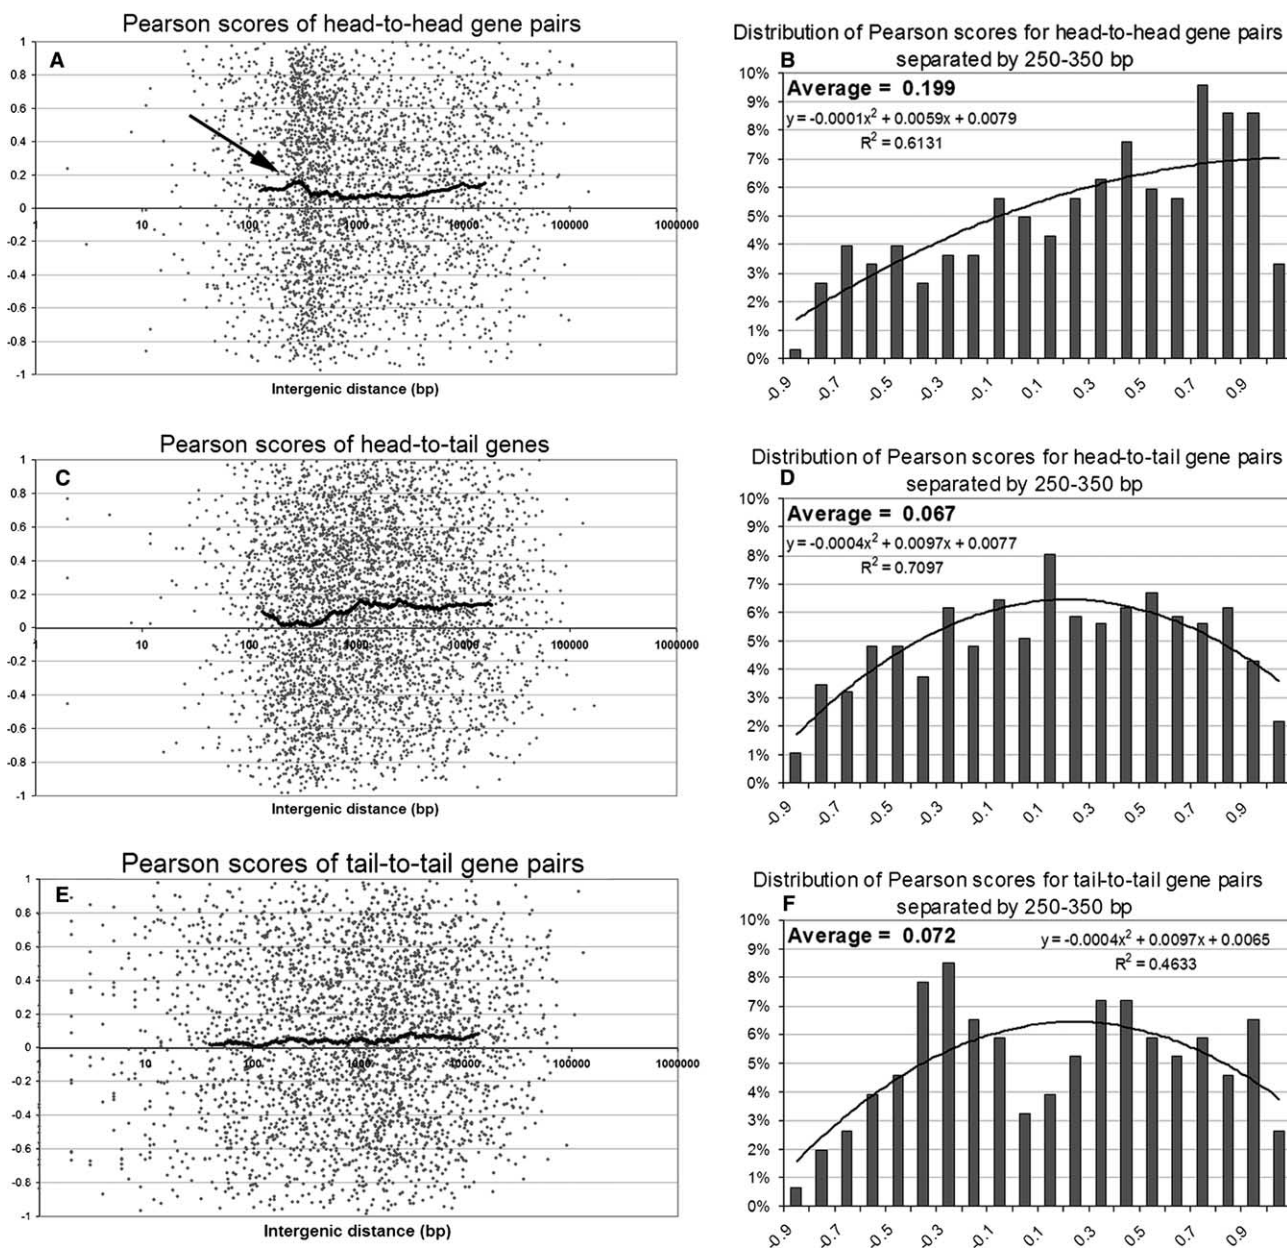 Pearson scores of head-to-head gene pairs
A
1
0.8
0.6
0.4
0.2
0
-0.2
-0.4
-0.6
-0.8
-1
1 10 100 1000 10000 100000 1000000
Intergenic distance (bp)
Distribution of Pearson scores for head-to-head gene pairs
separated by 250-350 bp
B
Average = 0.199
y = -0.0001x² + 0.0059x + 0.0079
R² = 0.6131
10%
9%
8%
7%
6%
5%
4%
3%
2%
1%
0%
-0.9 -0.7 -0.5 -0.3 -0.1 0.1 0.3 0.5 0.7 0.9
Pearson scores of head-to-tail genes
C
1
0.8
0.6
0.4
0.2
0
-0.2
-0.4
-0.6
-0.8
-1
1 10 100 1000 10000 100000 1000000
Intergenic distance (bp)
Distribution of Pearson scores for head-to-tail gene pairs
separated by 250-350 bp
D
Average = 0.067
y = -0.0004x² + 0.0097x + 0.0077
R² = 0.7097
10%
9%
8%
7%
6%
5%
4%
3%
2%
1%
0%
-0.9 -0.7 -0.5 -0.3 -0.1 0.1 0.3 0.5 0.7 0.9
Pearson scores of tail-to-tail gene pairs
E
1
0.8
0.6
0.4
0.2
0
-0.2
-0.4
-0.6
-0.8
-1
1 10 100 1000 10000 100000 1000000
Intergenic distance (bp)
Distribution of Pearson scores for tail-to-tail gene pairs
separated by 250-350 bp
F
Average = 0.072
y = -0.0004x² + 0.0097x + 0.0065
R² = 0.4633
10%
9%
8%
7%
6%
5%
4%
3%
2%
1%
0%
-0.9 -0.7 -0.5 -0.3 -0.1 0.1 0.3 0.5 0.7 0.9